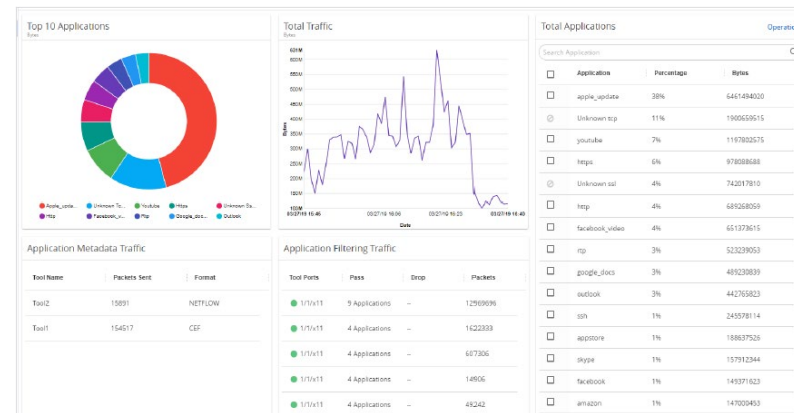 Top 10 Applications
Bytes
Apple_upda...
Unknown Tc...
Youtube
Https
Unknown Ss...
Http
Facebook_v...
Rtp
Google_doc...
Outlook
Total Traffic
Bytes
600M
550M
450M
400M
350M
300M
250M
200M
150M
100M
Bytes
03/27/19 15:45
03/27/19 16:06
03/27/19 16:23
03/27/19 16:40
Date
Total Applications
Operatio
Search Application
Application Percentage Bytes
apple_update 38% 6461494020
Unknown tcp 11% 1900659515
youtube 7% 1197802575
https 6% 978088688
Unknown ssl 4% 742017810
http 4% 689268059
facebook_video 4% 651373615
rtp 3% 523239053
google_docs 3% 489230839
outlook 3% 442765823
ssh 1% 245578114
appstore 1% 188637526
skype 1% 157912344
facebook 1% 149371623
amazon 1% 147009453
Application Metadata Traffic
Tool Name Packets Sent Format
Tool2 15891 NETFLOW
Tool1 154517 CEF
Application Filtering Traffic
Tool Ports Pass Drop Packets
1/1/x11 9 Applications -- 12969696
1/1/x11 4 Applications -- 1622333
1/1/x11 4 Applications -- 607306
1/1/x11 4 Applications -- 14906
1/1/x11 4 Applications -- 49242